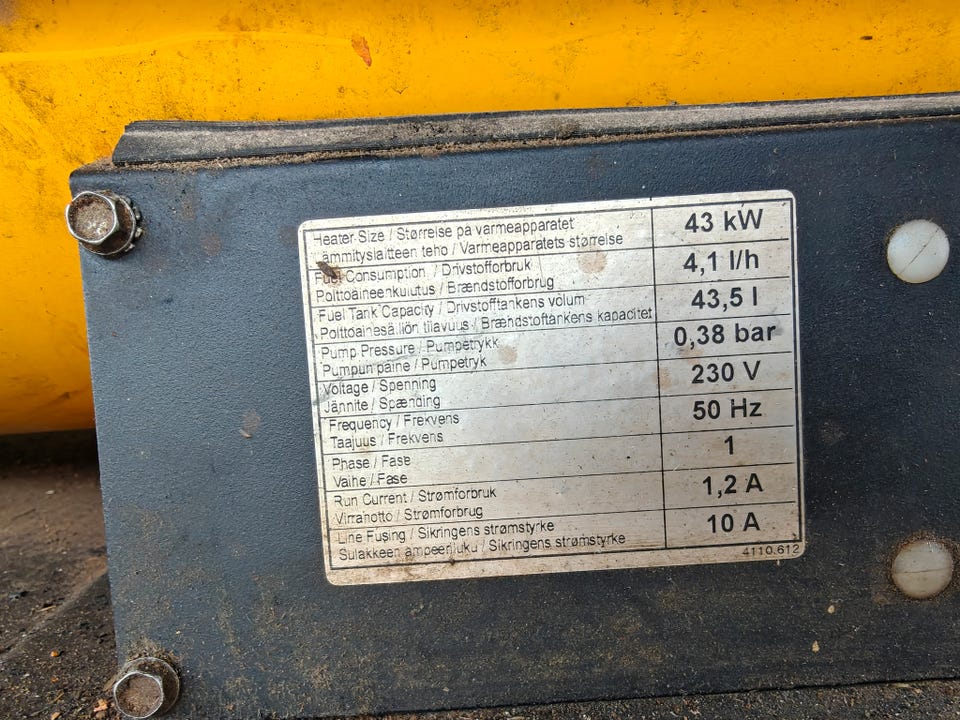 Heater Size / Størrelse på varmeapparatet
ämmityslaitteen teho / Varmeapparatets størrelse
43 kW
Fuel Consumption / Drivstofforbruk
Polttoaineenkulutus / Brændstofforbrug
4,1 l/h
Fuel Tank Capacity / Drivstofftankens volum
Polttoainesäiliön tilavuus / Brændstoftankens kapacitet
43,5 l
Pump Pressure / Pumpetrykk
Pumpun paine / Pumpetryk
0,38 bar
Voltage / Spenning
Jännite / Spænding
230 V
Frequency / Frekvens
Taajuus / Frekvens
50 Hz
Phase / Fase
Vaihe / Fase
1
Run Current / Strømforbruk
Virranotto / Strømforbrug
1,2 A
Line Fusing / Sikringens strømstyrke
Sulakkeen ampeeriluku / Sikringens strømstyrke
10 A
4110.612